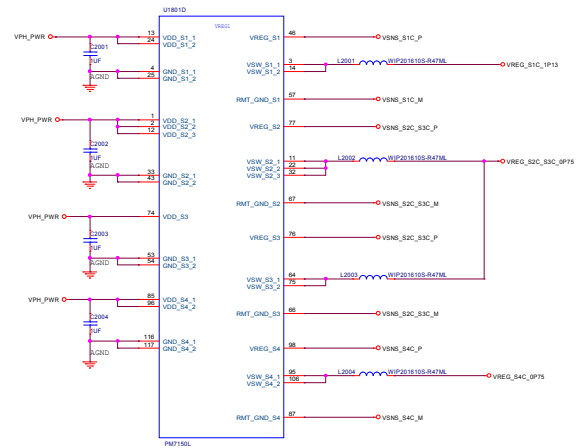 U1801D
VREG1
VPH_PWR
13 VDD_S1_1
24 VDD_S1_2
C2001
1UF
AGND
4 GND_S1_1
25 GND_S1_2
VREG_S1 46 VSNS_S1C_P
VSW_S1_1 3 L2001 WIP201610S-R47ML VREG_S1C_1P13
VSW_S1_2 14
RMT_GND_S1 57 VSNS_S1C_M
VPH_PWR
1 VDD_S2_1
2 VDD_S2_2
12 VDD_S2_3
C2002
1UF
AGND
33 GND_S2_1
43 GND_S2_2
VREG_S2 77 VSNS_S2C_S3C_P
VSW_S2_1 11 L2002 WIP201610S-R47ML VREG_S2C_S3C_0P75
VSW_S2_2 22
VSW_S2_3 32
RMT_GND_S2 67 VSNS_S2C_S3C_M
VPH_PWR
74 VDD_S3
C2003
1UF
AGND
53 GND_S3_1
54 GND_S3_2
VREG_S3 76 VSNS_S2C_S3C_P
VSW_S3_1 64 L2003 WIP201610S-R47ML
VSW_S3_2 75
RMT_GND_S3 66 VSNS_S2C_S3C_M
VPH_PWR
85 VDD_S4_1
96 VDD_S4_2
C2004
1UF
AGND
116 GND_S4_1
117 GND_S4_2
VREG_S4 98 VSNS_S4C_P
VSW_S4_1 95 L2004 WIP201610S-R47ML VREG_S4C_0P75
VSW_S4_2 106
RMT_GND_S4 87 VSNS_S4C_M
PM7150L